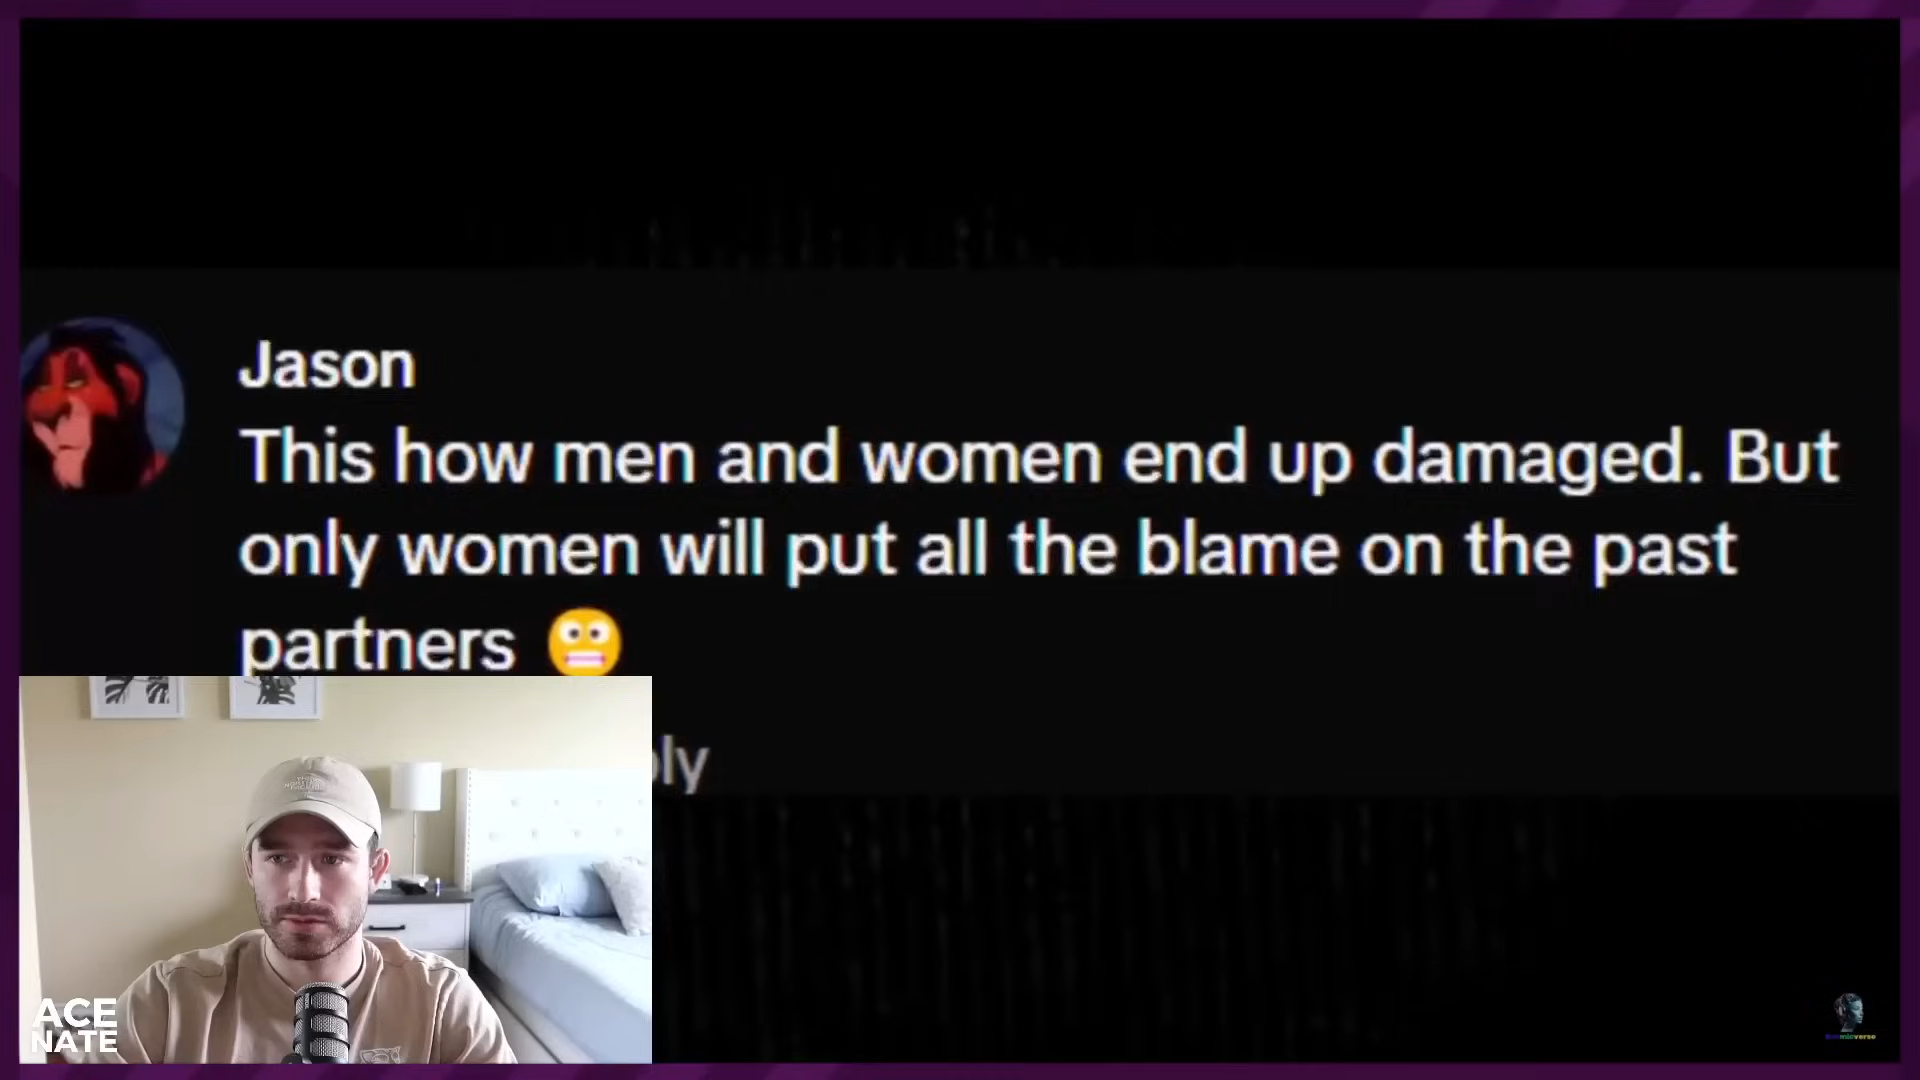 Jason
This how men and women end up damaged. But
only women will put all the blame on the past
partners 😬
ACE
NATE